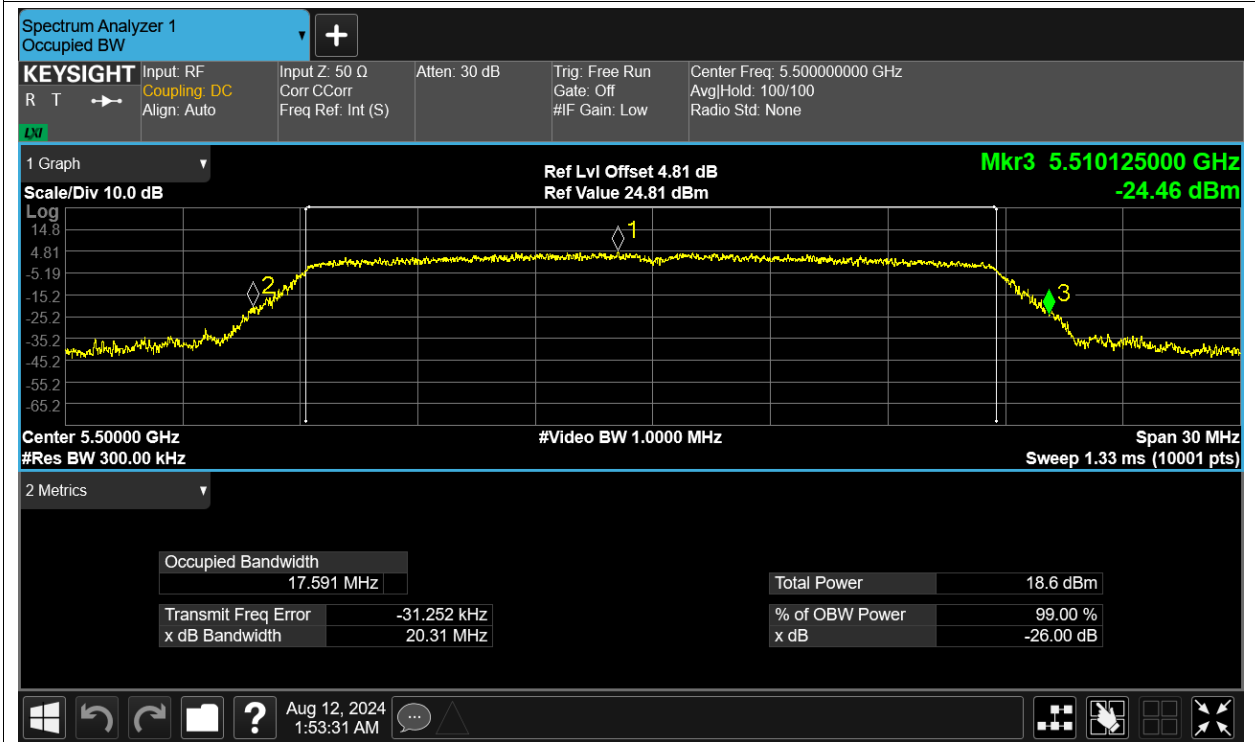 Spectrum Analyzer 1
Occupied BW
KEYSIGHT
R T
LXI
Input: RF
Coupling: DC
Align: Auto
Input Z: 50 Ω
Corr CCorr
Freq Ref: Int (S)
Atten: 30 dB
Trig: Free Run
Gate: Off
#IF Gain: Low
Center Freq: 5.500000000 GHz
Avg|Hold: 100/100
Radio Std: None
1 Graph
Scale/Div 10.0 dB
Ref Lvl Offset 4.81 dB
Ref Value 24.81 dBm
Mkr3 5.510125000 GHz
-24.46 dBm
Log
14.8
4.81
-5.19
-15.2
-25.2
-35.2
-45.2
-55.2
-65.2
1
2
3
Center 5.50000 GHz
#Video BW 1.0000 MHz
Span 30 MHz
#Res BW 300.00 kHz
Sweep 1.33 ms (10001 pts)
2 Metrics
Occupied Bandwidth
17.591 MHz
Transmit Freq Error -31.252 kHz
x dB Bandwidth 20.31 MHz
Total Power 18.6 dBm
% of OBW Power 99.00 %
x dB -26.00 dB
?
Aug 12, 2024
1:53:31 AM